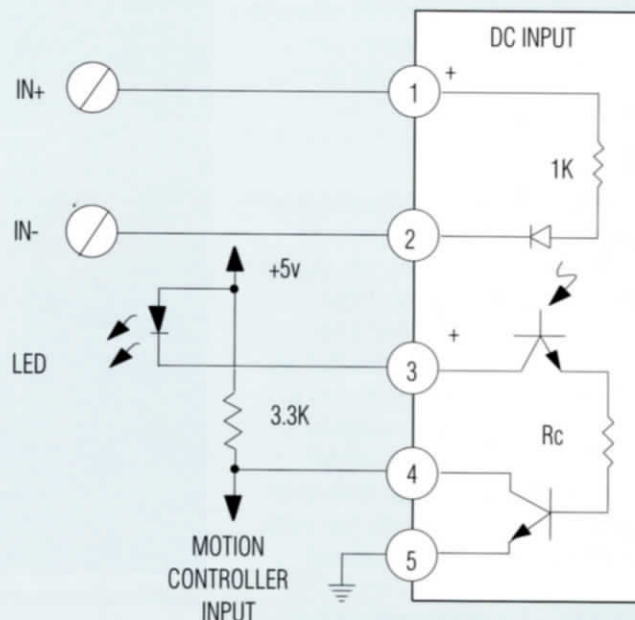 DC INPUT
IN+
1
+
1K
IN-
2
+5v
+
LED
3
3.3K
Rc
4
MOTION
CONTROLLER
INPUT
5